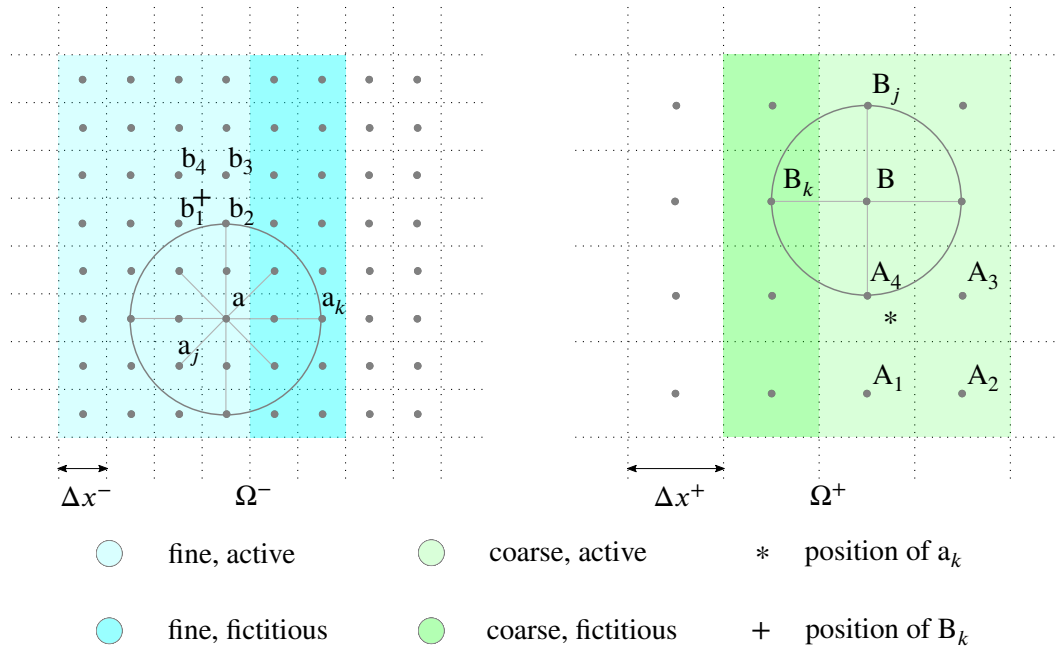 B_j
b_4 b_3
B_k B
b_1 + b_2
A_4 A_3
a a_k
*
a_j
A_1 A_2
Δx⁻ Ω⁻ Δx⁺ Ω⁺
fine, active coarse, active * position of a_k
fine, fictitious coarse, fictitious + position of B_k